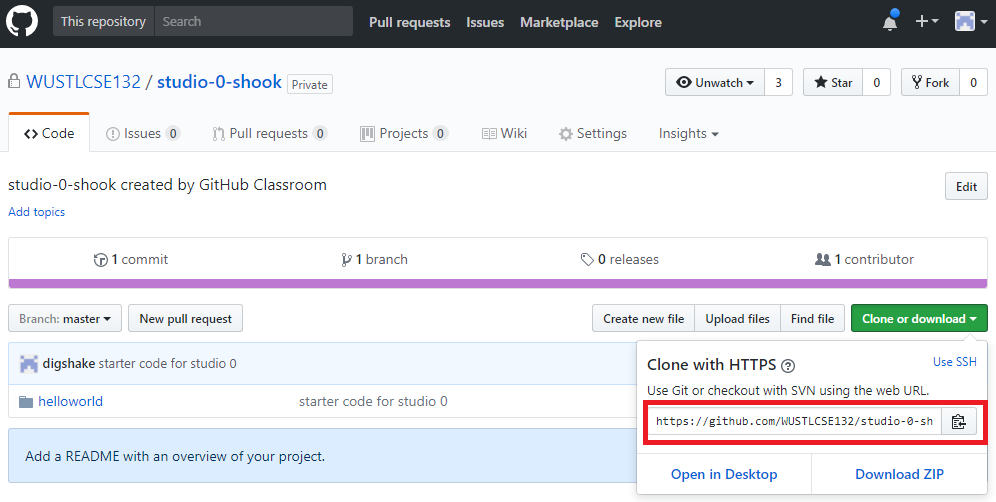 This repository Search Pull requests Issues Marketplace Explore
WUSTLCSE132 / studio-0-shook Private Unwatch 3 Star 0 Fork 0
Code Issues 0 Pull requests 0 Projects 0 Wiki Settings Insights
studio-0-shook created by GitHub Classroom Edit
Add topics
1 commit 1 branch 0 releases 1 contributor
Branch: master New pull request Create new file Upload files Find file Clone or download
digshake starter code for studio 0
helloworld starter code for studio 0
Add a README with an overview of your project.
Clone with HTTPS Use SSH
Use Git or checkout with SVN using the web URL.
https://github.com/WUSTLCSE132/studio-0-sh
Open in Desktop Download ZIP